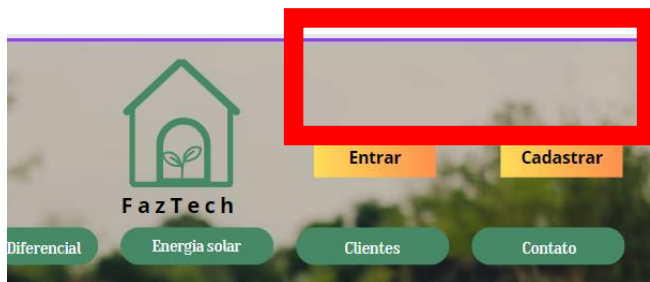 Entrar
Cadastrar
FazTech
Diferencial
Energia solar
Clientes
Contato